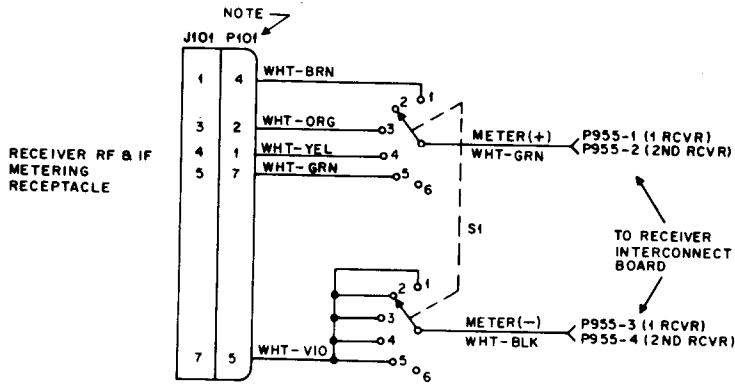 NOTE
J101 P101
1 4 WHT-BRN
3 2 WHT-ORG
4 1 WHT-YEL
5 7 WHT-GRN
RECEIVER RF & IF
METERING
RECEPTACLE
1
2
3
4
5
6
METER(+)
WHT-GRN
P955-1 (1 RCVR)
P955-2 (2ND RCVR)
S1
TO RECEIVER
INTERCONNECT
BOARD
1
2
3
4
5
6
METER(-)
WHT-BLK
P955-3 (1 RCVR)
P955-4 (2ND RCVR)
7 5 WHT-VIO